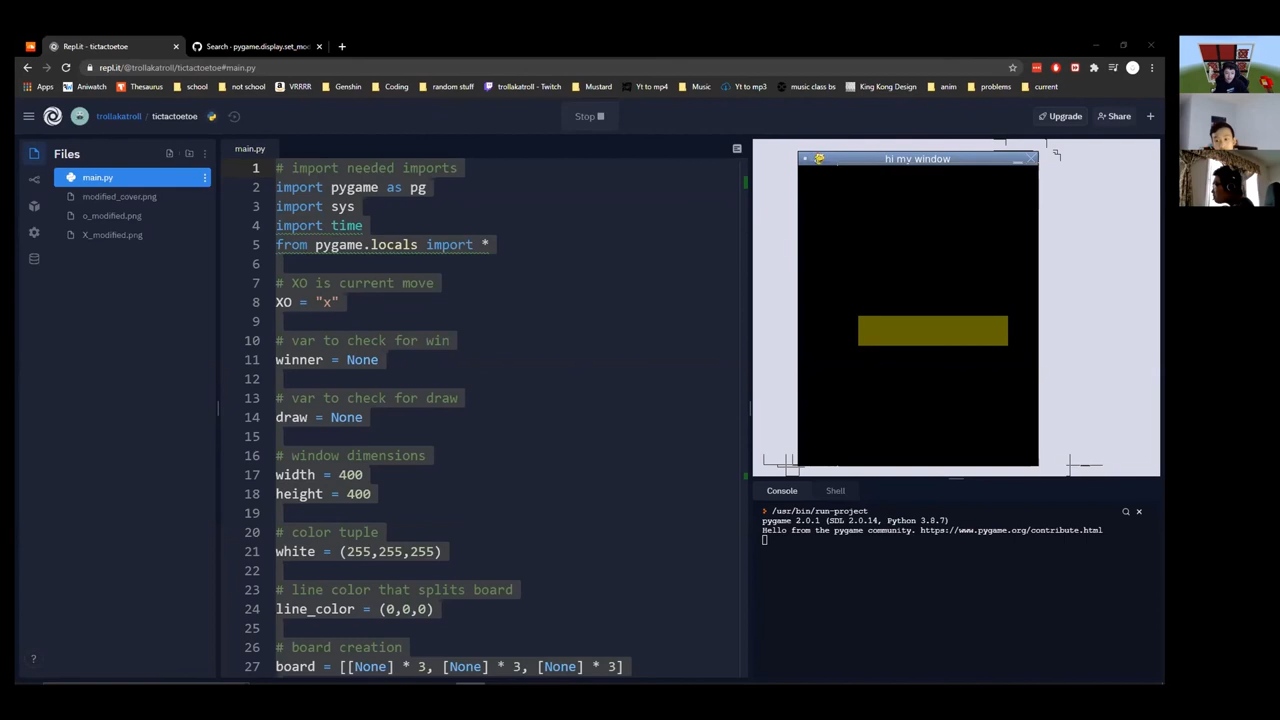 Repl.it - tictactoetoe
Search · pygame.display.set_mo
repl.it/@trollakatroll/tictactoetoe#main.py
Apps Aniwatch Thesaurus school not school VRRRR Genshin Coding random stuff trollakatroll - Twitch Mustard Yt to mp4 Music Yt to mp3 music class bs King Kong Design anim problems current
trollakatroll / tictactoetoe
Stop
Upgrade
Share
Files
main.py
modified_cover.png
o_modified.png
X_modified.png
main.py
1 # import needed imports
2 import pygame as pg
3 import sys
4 import time
5 from pygame.locals import *
6
7 # XO is current move
8 XO = "x"
9
10 # var to check for win
11 winner = None
12
13 # var to check for draw
14 draw = None
15
16 # window dimensions
17 width = 400
18 height = 400
19
20 # color tuple
21 white = (255,255,255)
22
23 # line color that splits board
24 line_color = (0,0,0)
25
26 # board creation
27 board = [[None] * 3, [None] * 3, [None] * 3]
hi my window
Console Shell
/usr/bin/run-project
pygame 2.0.1 (SDL 2.0.14, Python 3.8.7)
Hello from the pygame community. https://www.pygame.org/contribute.html
?